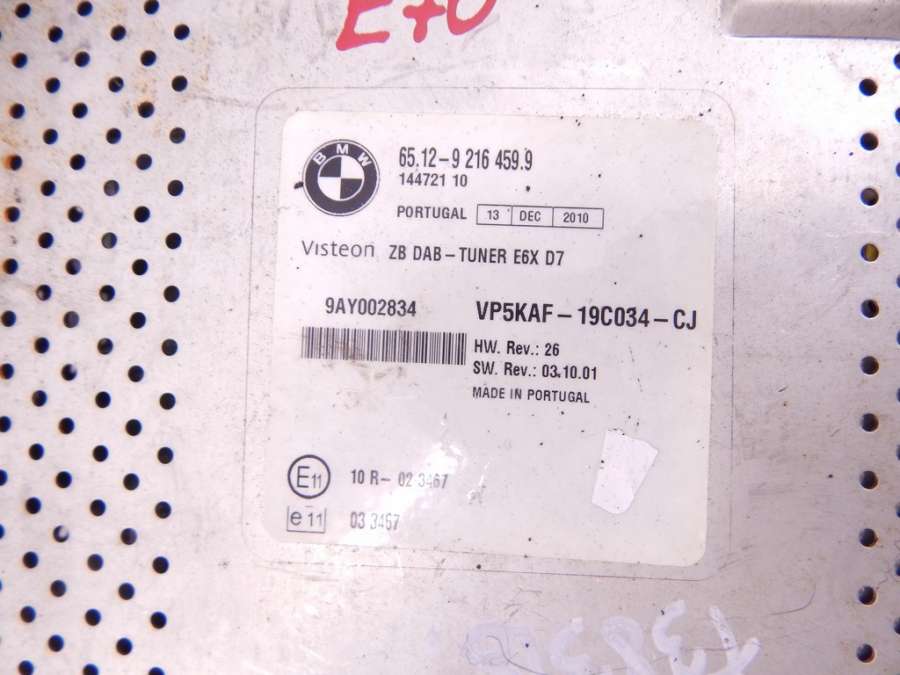 E70
BMW
65.12-9 216 459.9
144721 10
PORTUGAL 13 DEC 2010
Visteon ZB DAB-TUNER E6X D7
9AY002834 VP5KAF-19C034-CJ
HW. Rev.: 26
SW. Rev.: 03.10.01
MADE IN PORTUGAL
E11 10 R-02 3467
e 11 03 3467